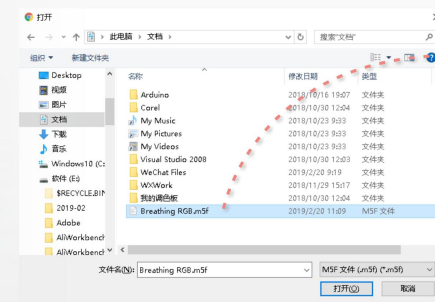 打开
← → ↑ 此电脑 › 文档 ›
搜索"文档"
组织 ▼ 新建文件夹
名称 修改日期 类型
Desktop
视频
图片
文档
下载
音乐
Windows10 (C:
软件 (E:)
$RECYCLE.BIN
2019-02
Adobe
AliWorkbench
AliWorkbench
Arduino 2018/10/16 19:07 文件夹
Corel 2018/10/30 12:04 文件夹
My Music 2018/10/23 9:33 文件夹
My Pictures 2018/10/23 9:33 文件夹
My Videos 2018/10/23 9:33 文件夹
Visual Studio 2008 2018/10/30 12:03 文件夹
WeChat Files 2019/2/20 9:19 文件夹
WXWork 2018/11/29 15:17 文件夹
我的调色板 2018/10/30 12:04 文件夹
Breathing RGB.m5f 2019/2/20 11:09 M5F 文件
文件名(N): Breathing RGB.m5f
M5F 文件 (.m5f) (*.m5f)
打开(O) 取消